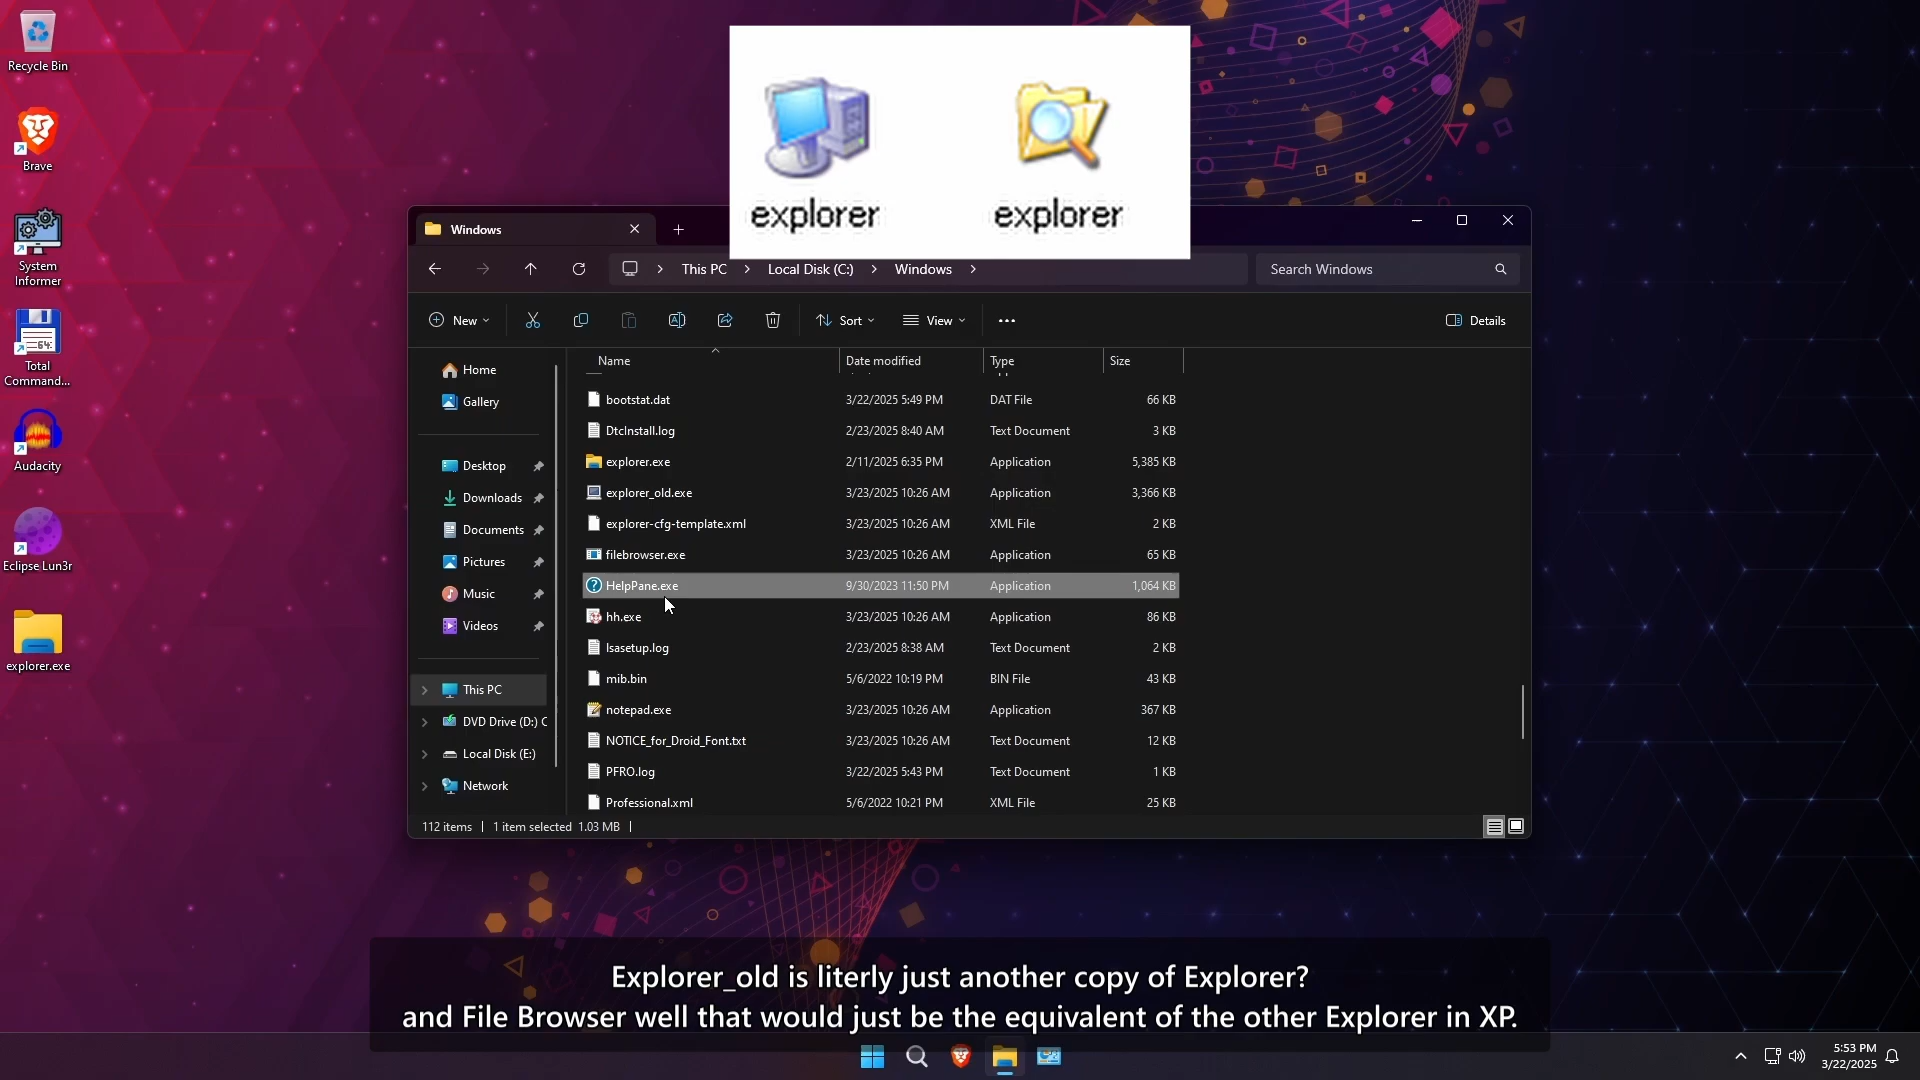 Recycle Bin
Brave
System
Informer
64
Total
Command...
Audacity
Eclipse Lun3r
explorer.exe
explorer
explorer
Windows
This PC
Local Disk (C:)
Windows
Search Windows
New
Sort
View
Details
Home
Gallery
Desktop
Downloads
Documents
Pictures
Music
Videos
This PC
DVD Drive (D:) C
Local Disk (E:)
Network
Name Date modified Type Size
bootstat.dat 3/22/2025 5:49 PM DAT File 66 KB
DtcInstall.log 2/23/2025 8:40 AM Text Document 3 KB
explorer.exe 2/11/2025 6:35 PM Application 5,385 KB
explorer_old.exe 3/23/2025 10:26 AM Application 3,366 KB
explorer-cfg-template.xml 3/23/2025 10:26 AM XML File 2 KB
filebrowser.exe 3/23/2025 10:26 AM Application 65 KB
HelpPane.exe 9/30/2023 11:50 PM Application 1,064 KB
hh.exe 3/23/2025 10:26 AM Application 86 KB
lsasetup.log 2/23/2025 8:38 AM Text Document 2 KB
mib.bin 5/6/2022 10:19 PM BIN File 43 KB
notepad.exe 3/23/2025 10:26 AM Application 367 KB
NOTICE_for_Droid_Font.txt 3/23/2025 10:26 AM Text Document 12 KB
PFRO.log 3/22/2025 5:43 PM Text Document 1 KB
Professional.xml 5/6/2022 10:21 PM XML File 25 KB
112 items 1 item selected 1.03 MB
Explorer_old is literly just another copy of Explorer?
and File Browser well that would just be the equivalent of the other Explorer in XP.
5:53 PM
3/22/2025